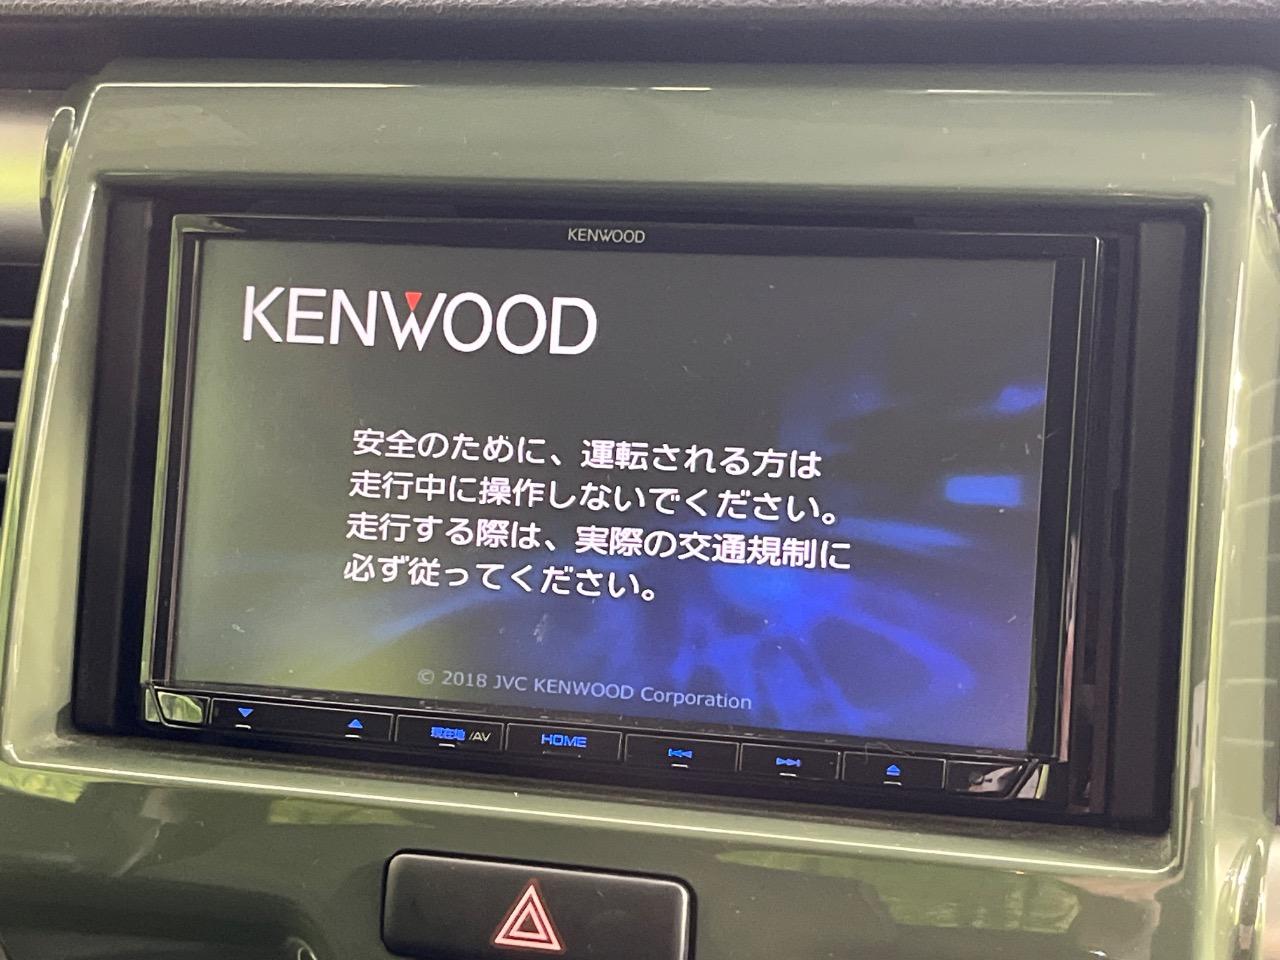 KENWOOD
KENWOOD
安全のために、運転される方は
走行中に操作しないでください。
走行する際は、実際の交通規制に
必ず従ってください。
© 2018 JVC KENWOOD Corporation
現在地/AV HOME